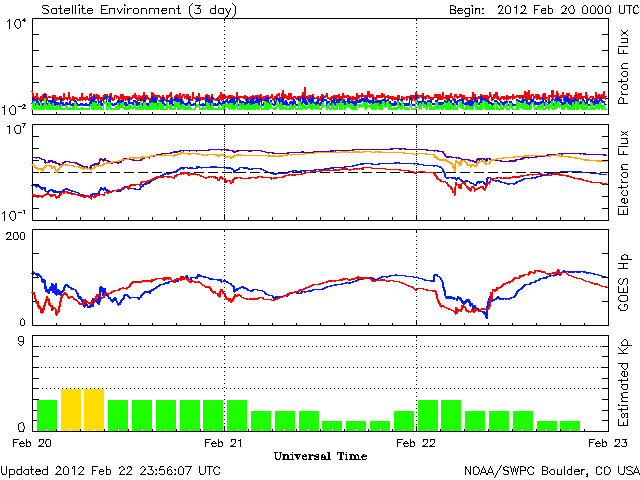 Satellite Environment (3 day) Begin: 2012 Feb 20 0000 UTC
10⁴
10⁻²
Proton Flux
10⁷
10⁻¹
Electron Flux
200
0
GOES Hp
9
0
Estimated Kp
Feb 20 Feb 21 Feb 22 Feb 23
Universal Time
Updated 2012 Feb 22 23:56:07 UTC NOAA/SWPC Boulder, CO USA